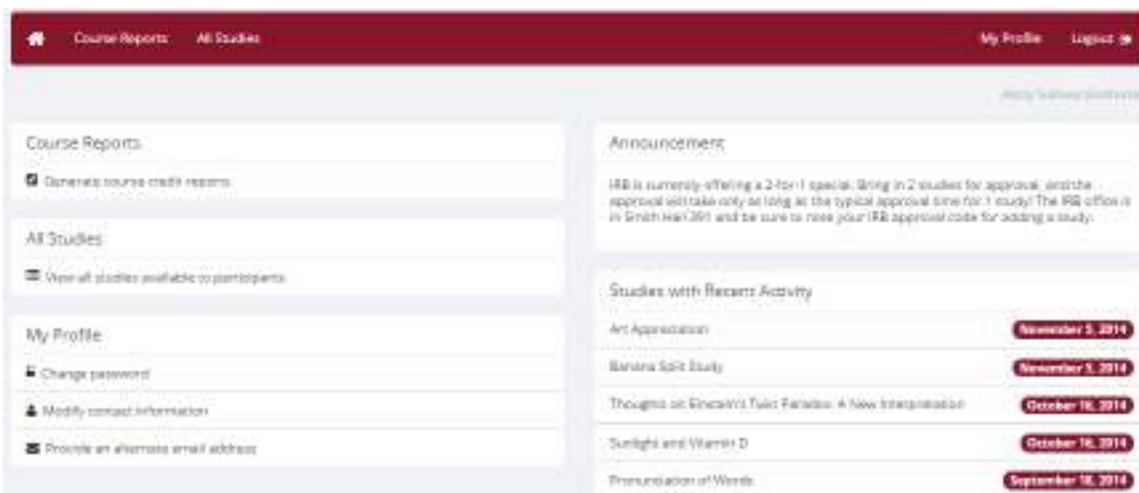 Course Reports All Studies My Profile Logout
Course Reports
Generate course credit reports
All Studies
View all studies available to participants
My Profile
Change password
Modify contact information
Provide an alternate email address
Announcement
IRB is currently offering a 2-for-1 special. Bring in 2 studies for approval, and the
approval will take only as long as the typical approval time for 1 study! The IRB office is
in Smith Hall 391 and be sure to note your IRB approval code for adding a study.
Studies with Recent Activity
Art Appreciation November 5, 2014
Banana Split Study November 5, 2014
Thoughts on Einstein's Twin Paradox: A New Interpretation October 16, 2014
Sunlight and Vitamin D October 16, 2014
Pronunciation of Words September 18, 2014